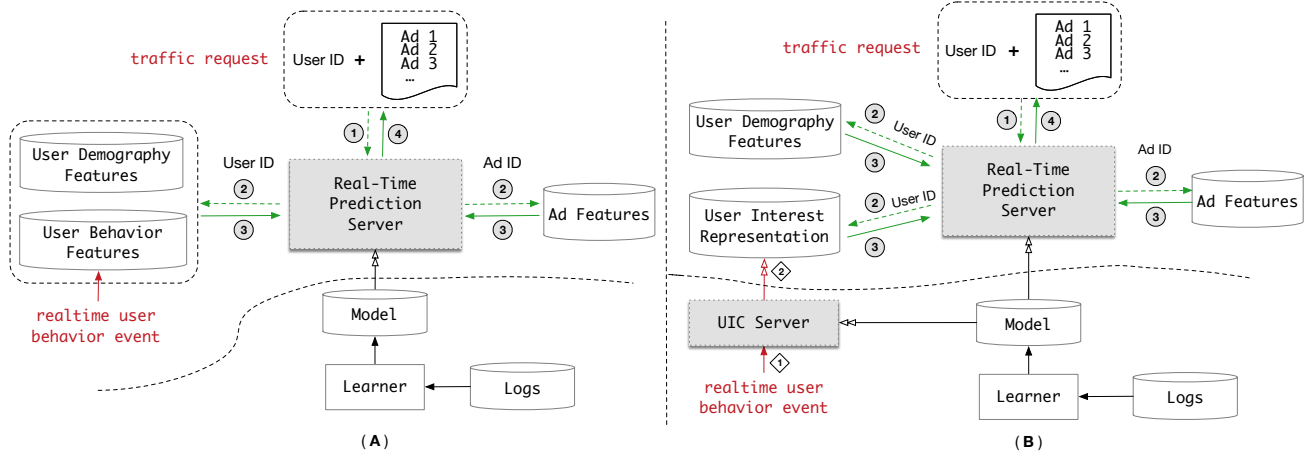 traffic request
User ID +
Ad 1
Ad 2
Ad 3
...
1
4
User Demography
Features
User Behavior
Features
User ID
2
3
Real-Time
Prediction
Server
Ad ID
2
3
Ad Features
realtime user
behavior event
Model
Learner
Logs
(A)
traffic request
User ID +
Ad 1
Ad 2
Ad 3
...
1
4
User Demography
Features
2
User ID
3
User Interest
Representation
2
User ID
3
Real-Time
Prediction
Server
Ad ID
2
3
Ad Features
2
UIC Server
1
realtime user
behavior event
Model
Learner
Logs
(B)